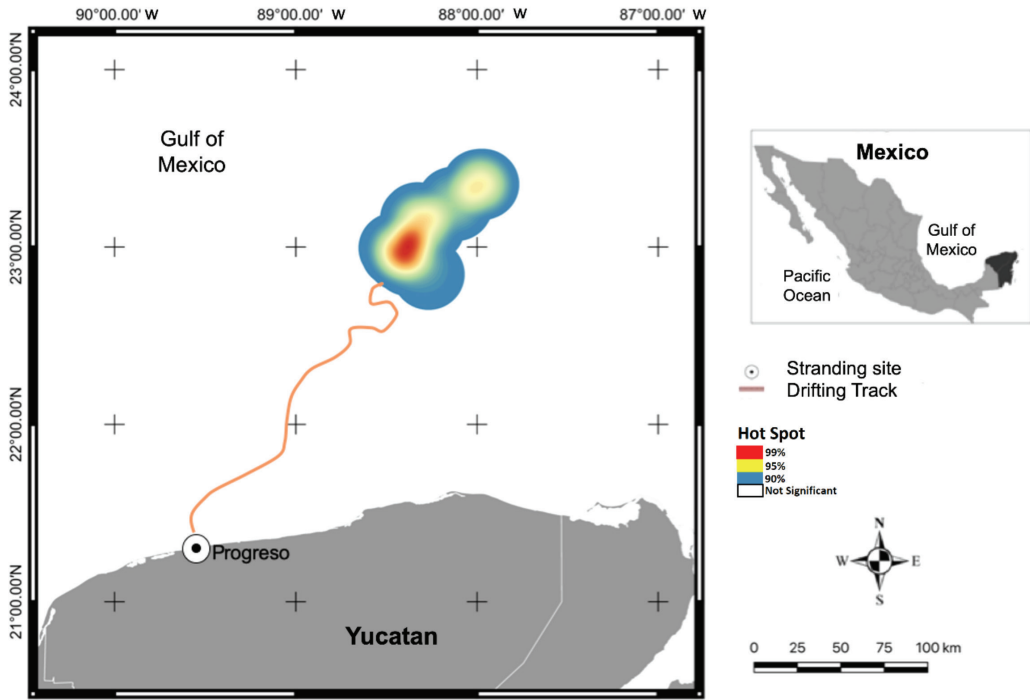 90°00.00' W
89°00.00' W
88°00.00' W
87°00.00' W
24°00.00'N
23°00.00'N
22°00.00'N
21°00.00'N
Gulf of
Mexico
Progreso
Yucatan
Mexico
Gulf of
Mexico
Pacific
Ocean
Stranding site
Drifting Track
Hot Spot
99%
95%
90%
Not Significant
N
W E
S
0 25 50 75 100 km